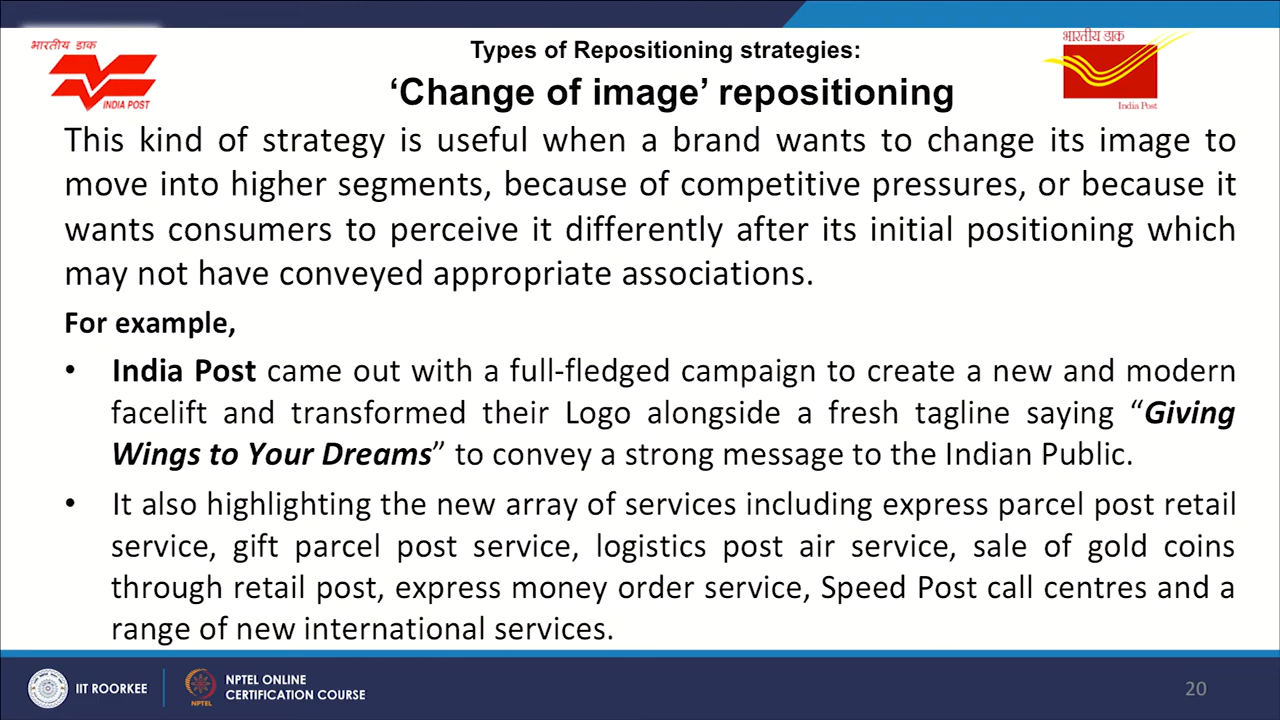 भारतीय डाक
INDIA POST
Types of Repositioning strategies:
‘Change of image’ repositioning
भारतीय डाक
India Post
This kind of strategy is useful when a brand wants to change its image to
move into higher segments, because of competitive pressures, or because it
wants consumers to perceive it differently after its initial positioning which
may not have conveyed appropriate associations.
For example,
• India Post came out with a full-fledged campaign to create a new and modern
facelift and transformed their Logo alongside a fresh tagline saying “Giving
Wings to Your Dreams” to convey a strong message to the Indian Public.
• It also highlighting the new array of services including express parcel post retail
service, gift parcel post service, logistics post air service, sale of gold coins
through retail post, express money order service, Speed Post call centres and a
range of new international services.
IIT ROORKEE
NPTEL
NPTEL ONLINE
CERTIFICATION COURSE
20